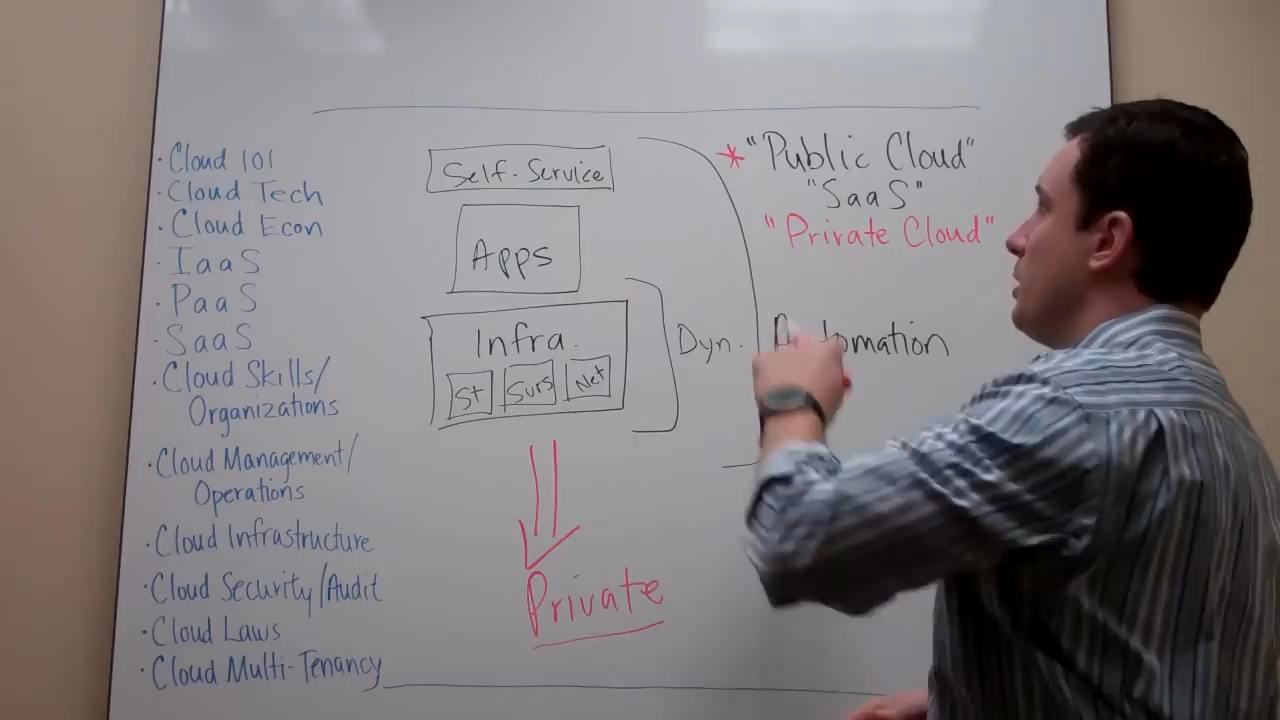 · Cloud 101
· Cloud Tech
· Cloud Econ
· IaaS
· PaaS
· SaaS
· Cloud Skills/
Organizations
· Cloud Management/
Operations
· Cloud Infrastructure
· Cloud Security/Audit
· Cloud Laws
· Cloud Multi-Tenancy
Self-Service
Apps
Infra.
St Survs Net
Dyn.
Private
* "Public Cloud"
"SaaS"
"Private Cloud"
Automation